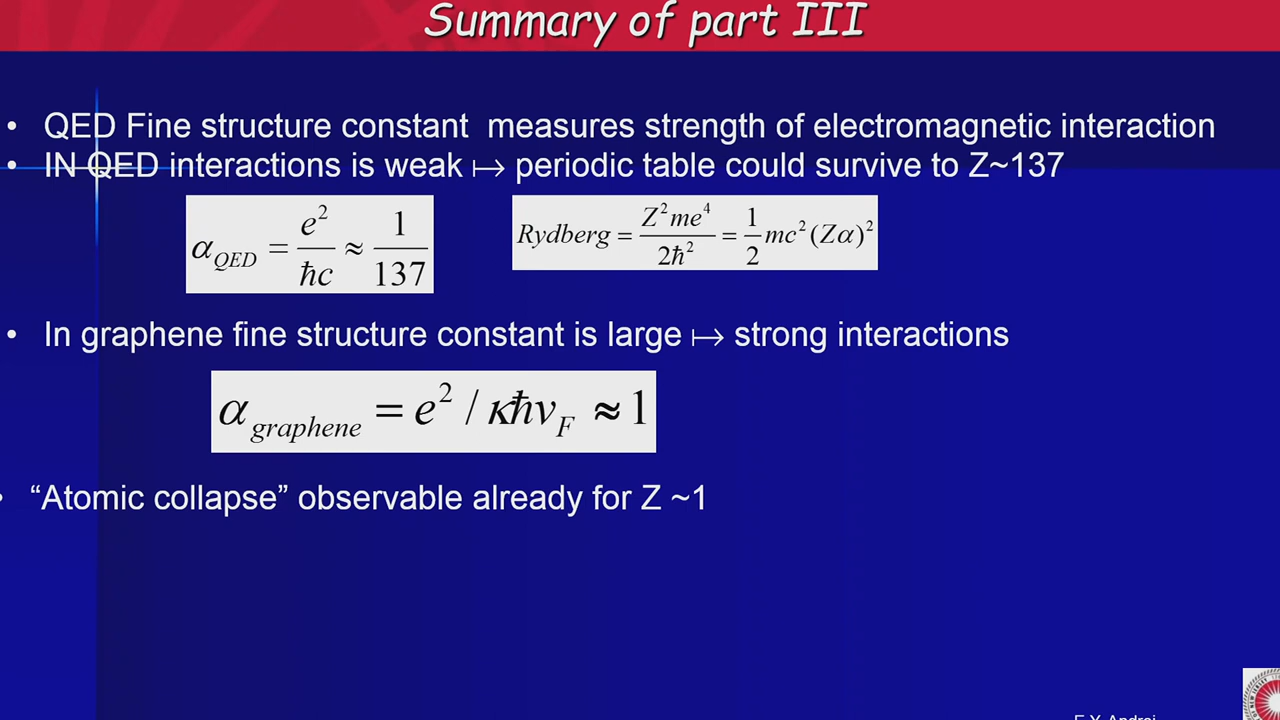 Summary of part III
• QED Fine structure constant measures strength of electromagnetic interaction
• IN QED interactions is weak ↦ periodic table could survive to Z~137
α_QED = e² / ħc ≈ 1 / 137
Rydberg = Z²me⁴ / 2ħ² = 1/2 mc² (Zα)²
• In graphene fine structure constant is large ↦ strong interactions
α_graphene = e² / κħv_F ≈ 1
• “Atomic collapse” observable already for Z ~1